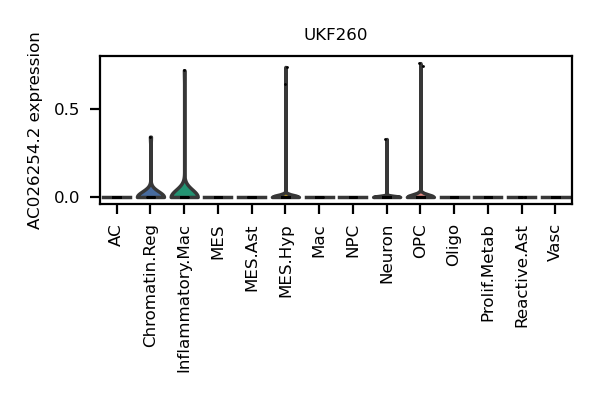 UKF260
AC026254.2 expression
0.5
0.0
AC
Chromatin.Reg
Inflammatory.Mac
MES
MES.Ast
MES.Hyp
Mac
NPC
Neuron
OPC
Oligo
Prolif.Metab
Reactive.Ast
Vasc